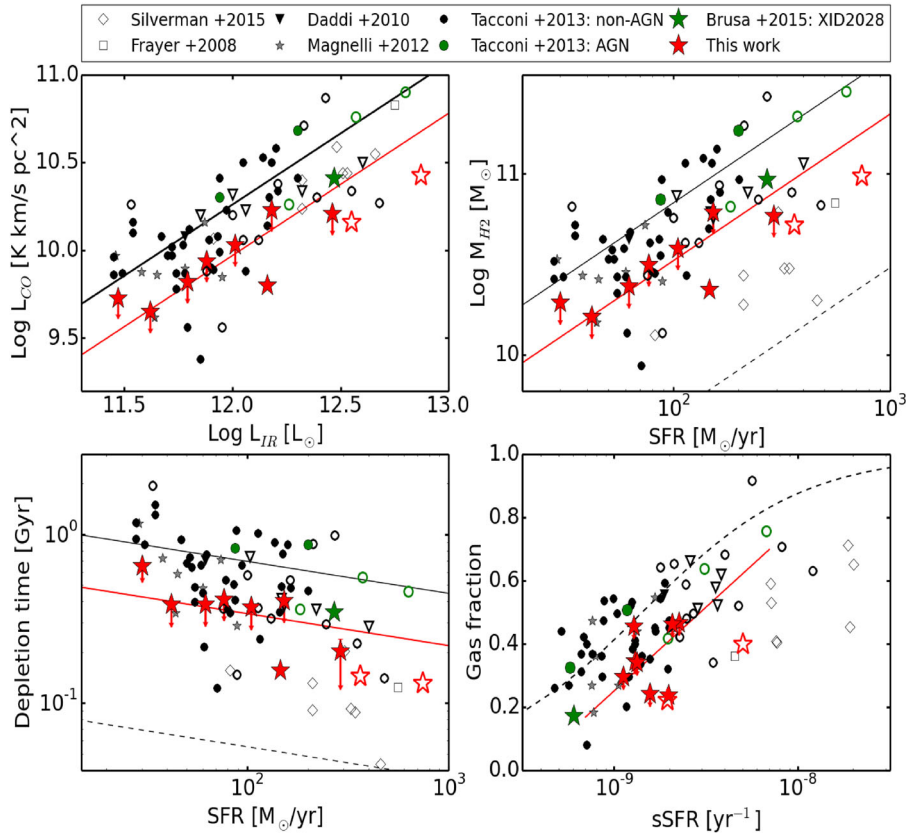 Silverman +2015 Daddi +2010 Tacconi +2013: non-AGN Brusa +2015: XID2028
Frayer +2008 Magnelli +2012 Tacconi +2013: AGN This work
11.0
10.5
10.0
9.5
Log L_CO [K km/s pc^2]
11.5 12.0 12.5 13.0
Log L_IR [L_⊙]
11
10
Log M_H2 [M_⊙]
10^2 10^3
SFR [M_⊙/yr]
10^0
10^-1
Depletion time [Gyr]
10^2 10^3
SFR [M_⊙/yr]
1.0
0.8
0.6
0.4
0.2
0.0
Gas fraction
10^-9 10^-8
sSFR [yr^-1]